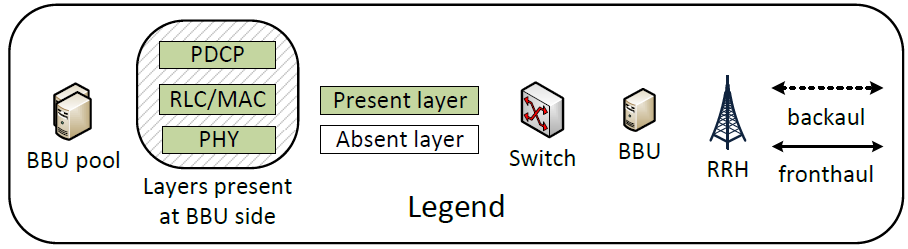 BBU pool
PDCP
RLC/MAC
PHY
Layers present
at BBU side
Present layer
Absent layer
Switch
BBU
RRH
backaul
fronthaul
Legend